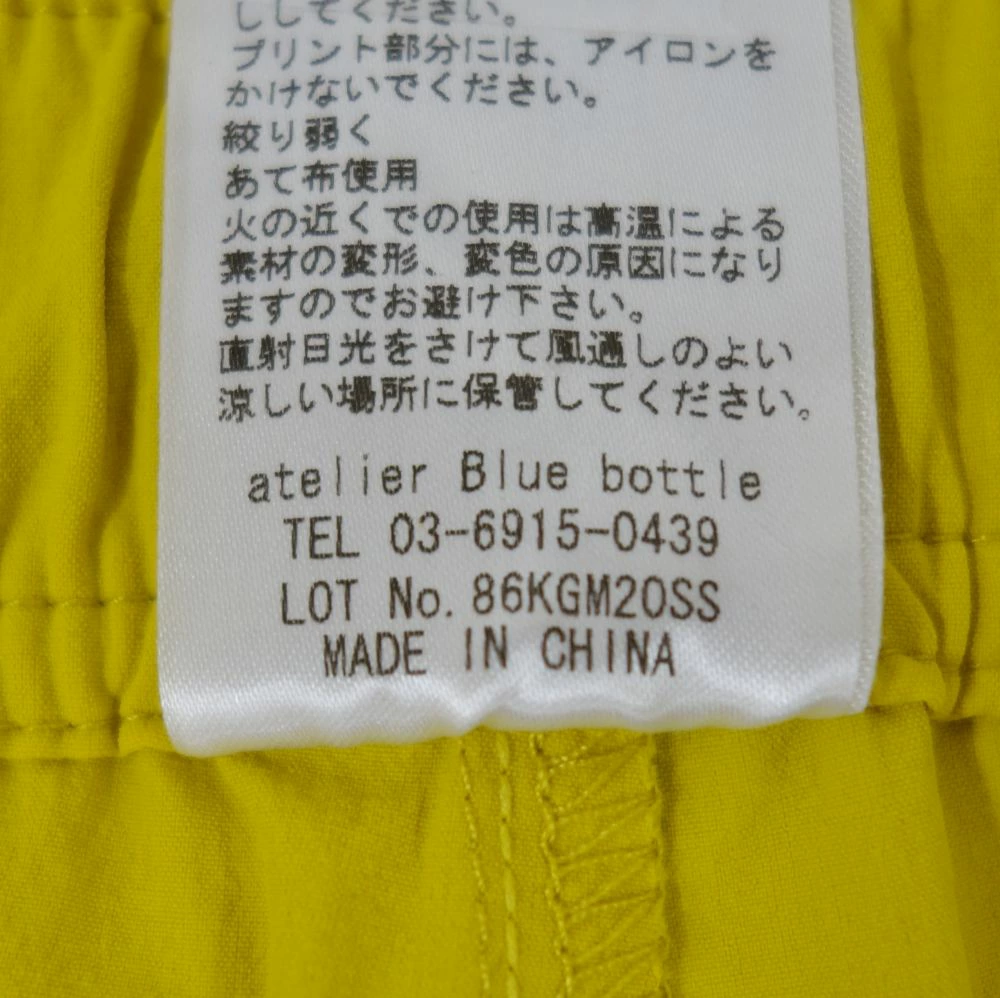 ししてください。
プリント部分には、アイロンを
かけないでください。
絞り弱く
あて布使用
火の近くでの使用は高温による
素材の変形、変色の原因になり
ますのでお避け下さい。
直射日光をさけて風通しのよい
涼しい場所に保管してください。
atelier Blue bottle
TEL 03-6915-0439
LOT No. 86KGM20SS
MADE IN CHINA